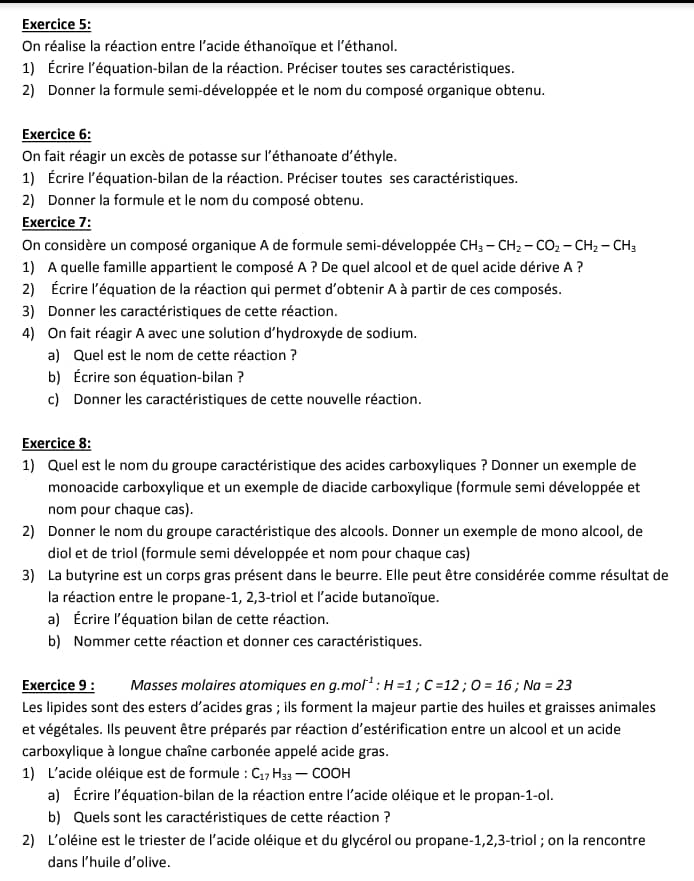 Exercice 5:
On réalise la réaction entre l'acide éthanoïque et l'éthanol.
1) Écrire l'équation-bilan de la réaction. Préciser toutes ses caractéristiques.
2) Donner la formule semi-développée et le nom du composé organique obtenu.
Exercice 6:
On fait réagir un excès de potasse sur l'éthanoate d'éthyle.
1) Écrire l'équation-bilan de la réaction. Préciser toutes ses caractéristiques.
2) Donner la formule et le nom du composé obtenu.
Exercice 7:
On considère un composé organique A de formule semi-développée CH₃ – CH₂ – CO₂ – CH₂ – CH₃
1) A quelle famille appartient le composé A ? De quel alcool et de quel acide dérive A ?
2) Écrire l'équation de la réaction qui permet d'obtenir A à partir de ces composés.
3) Donner les caractéristiques de cette réaction.
4) On fait réagir A avec une solution d'hydroxyde de sodium.
a) Quel est le nom de cette réaction ?
b) Écrire son équation-bilan ?
c) Donner les caractéristiques de cette nouvelle réaction.
Exercice 8:
1) Quel est le nom du groupe caractéristique des acides carboxyliques ? Donner un exemple de
monoacide carboxylique et un exemple de diacide carboxylique (formule semi développée et
nom pour chaque cas).
2) Donner le nom du groupe caractéristique des alcools. Donner un exemple de mono alcool, de
diol et de triol (formule semi développée et nom pour chaque cas)
3) La butyrine est un corps gras présent dans le beurre. Elle peut être considérée comme résultat de
la réaction entre le propane-1, 2,3-triol et l'acide butanoïque.
a) Écrire l'équation bilan de cette réaction.
b) Nommer cette réaction et donner ces caractéristiques.
Exercice 9 : Masses molaires atomiques en g.mol⁻¹ : H =1 ; C =12 ; O = 16 ; Na = 23
Les lipides sont des esters d'acides gras ; ils forment la majeur partie des huiles et graisses animales
et végétales. Ils peuvent être préparés par réaction d'estérification entre un alcool et un acide
carboxylique à longue chaîne carbonée appelé acide gras.
1) L'acide oléique est de formule : C₁₇ H₃₃ — COOH
a) Écrire l'équation-bilan de la réaction entre l'acide oléique et le propan-1-ol.
b) Quels sont les caractéristiques de cette réaction ?
2) L'oléine est le triester de l'acide oléique et du glycérol ou propane-1,2,3-triol ; on la rencontre
dans l'huile d'olive.